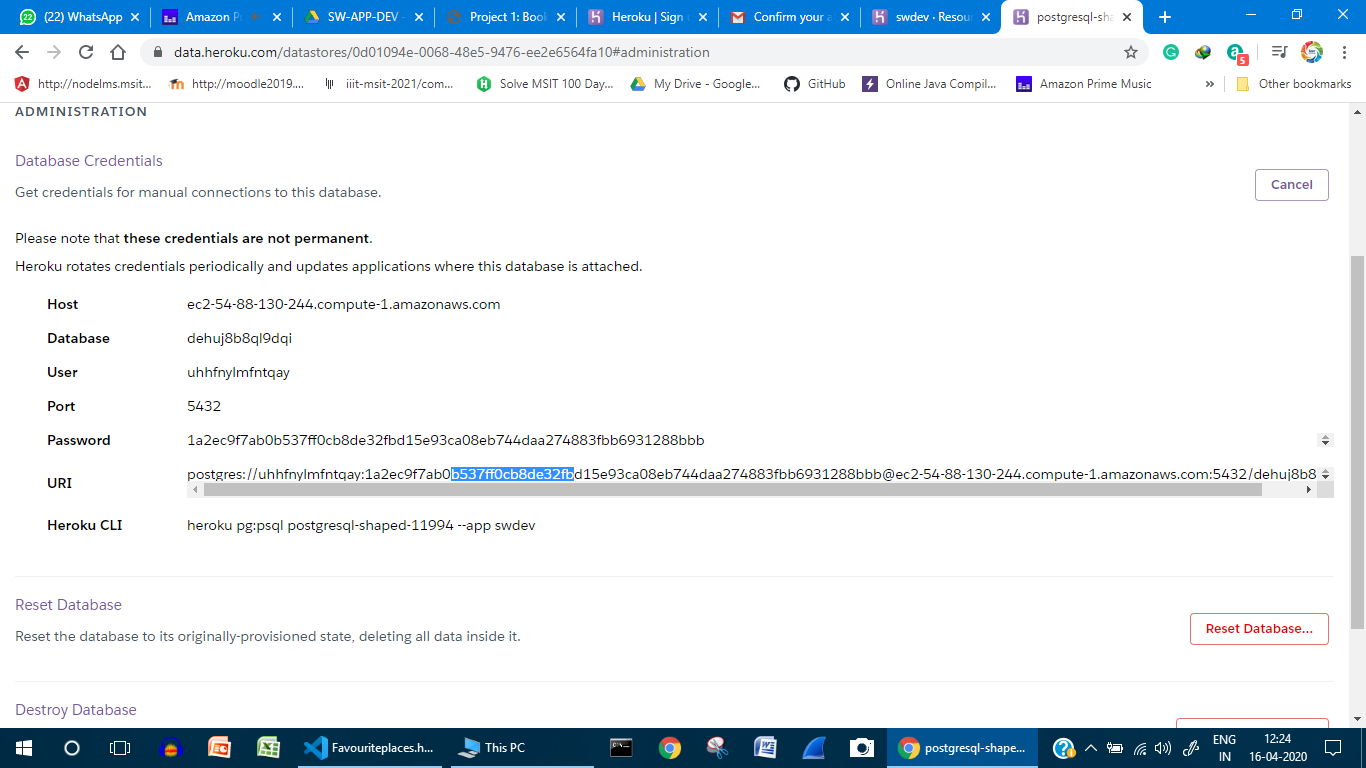 (22) WhatsApp
Amazon P
SW-APP-DEV -
Project 1: Boo
Heroku | Sign
Confirm your a
swdev · Resou
postgresql-sha
data.heroku.com/datastores/0d01094e-0068-48e5-9476-ee2e6564fa10#administration
5
http://nodelms.msit...
http://moodle2019....
iiit-msit-2021/com...
Solve MSIT 100 Day...
My Drive - Google...
GitHub
Online Java Compil...
Amazon Prime Music
»
Other bookmarks
ADMINISTRATION
Database Credentials
Get credentials for manual connections to this database.
Cancel
Please note that these credentials are not permanent.
Heroku rotates credentials periodically and updates applications where this database is attached.
Host ec2-54-88-130-244.compute-1.amazonaws.com
Database dehuj8b8ql9dqi
User uhhfnylmfntqay
Port 5432
Password 1a2ec9f7ab0b537ff0cb8de32fbd15e93ca08eb744daa274883fbb6931288bbb
URI postgres://uhhfnylmfntqay:1a2ec9f7ab0b537ff0cb8de32fbd15e93ca08eb744daa274883fbb6931288bbb@ec2-54-88-130-244.compute-1.amazonaws.com:5432/dehuj8b8
Heroku CLI heroku pg:psql postgresql-shaped-11994 --app swdev
Reset Database
Reset the database to its originally-provisioned state, deleting all data inside it.
Reset Database...
Destroy Database
Favouriteplaces.h...
This PC
postgresql-shape...
ENG
IN
12:24
16-04-2020